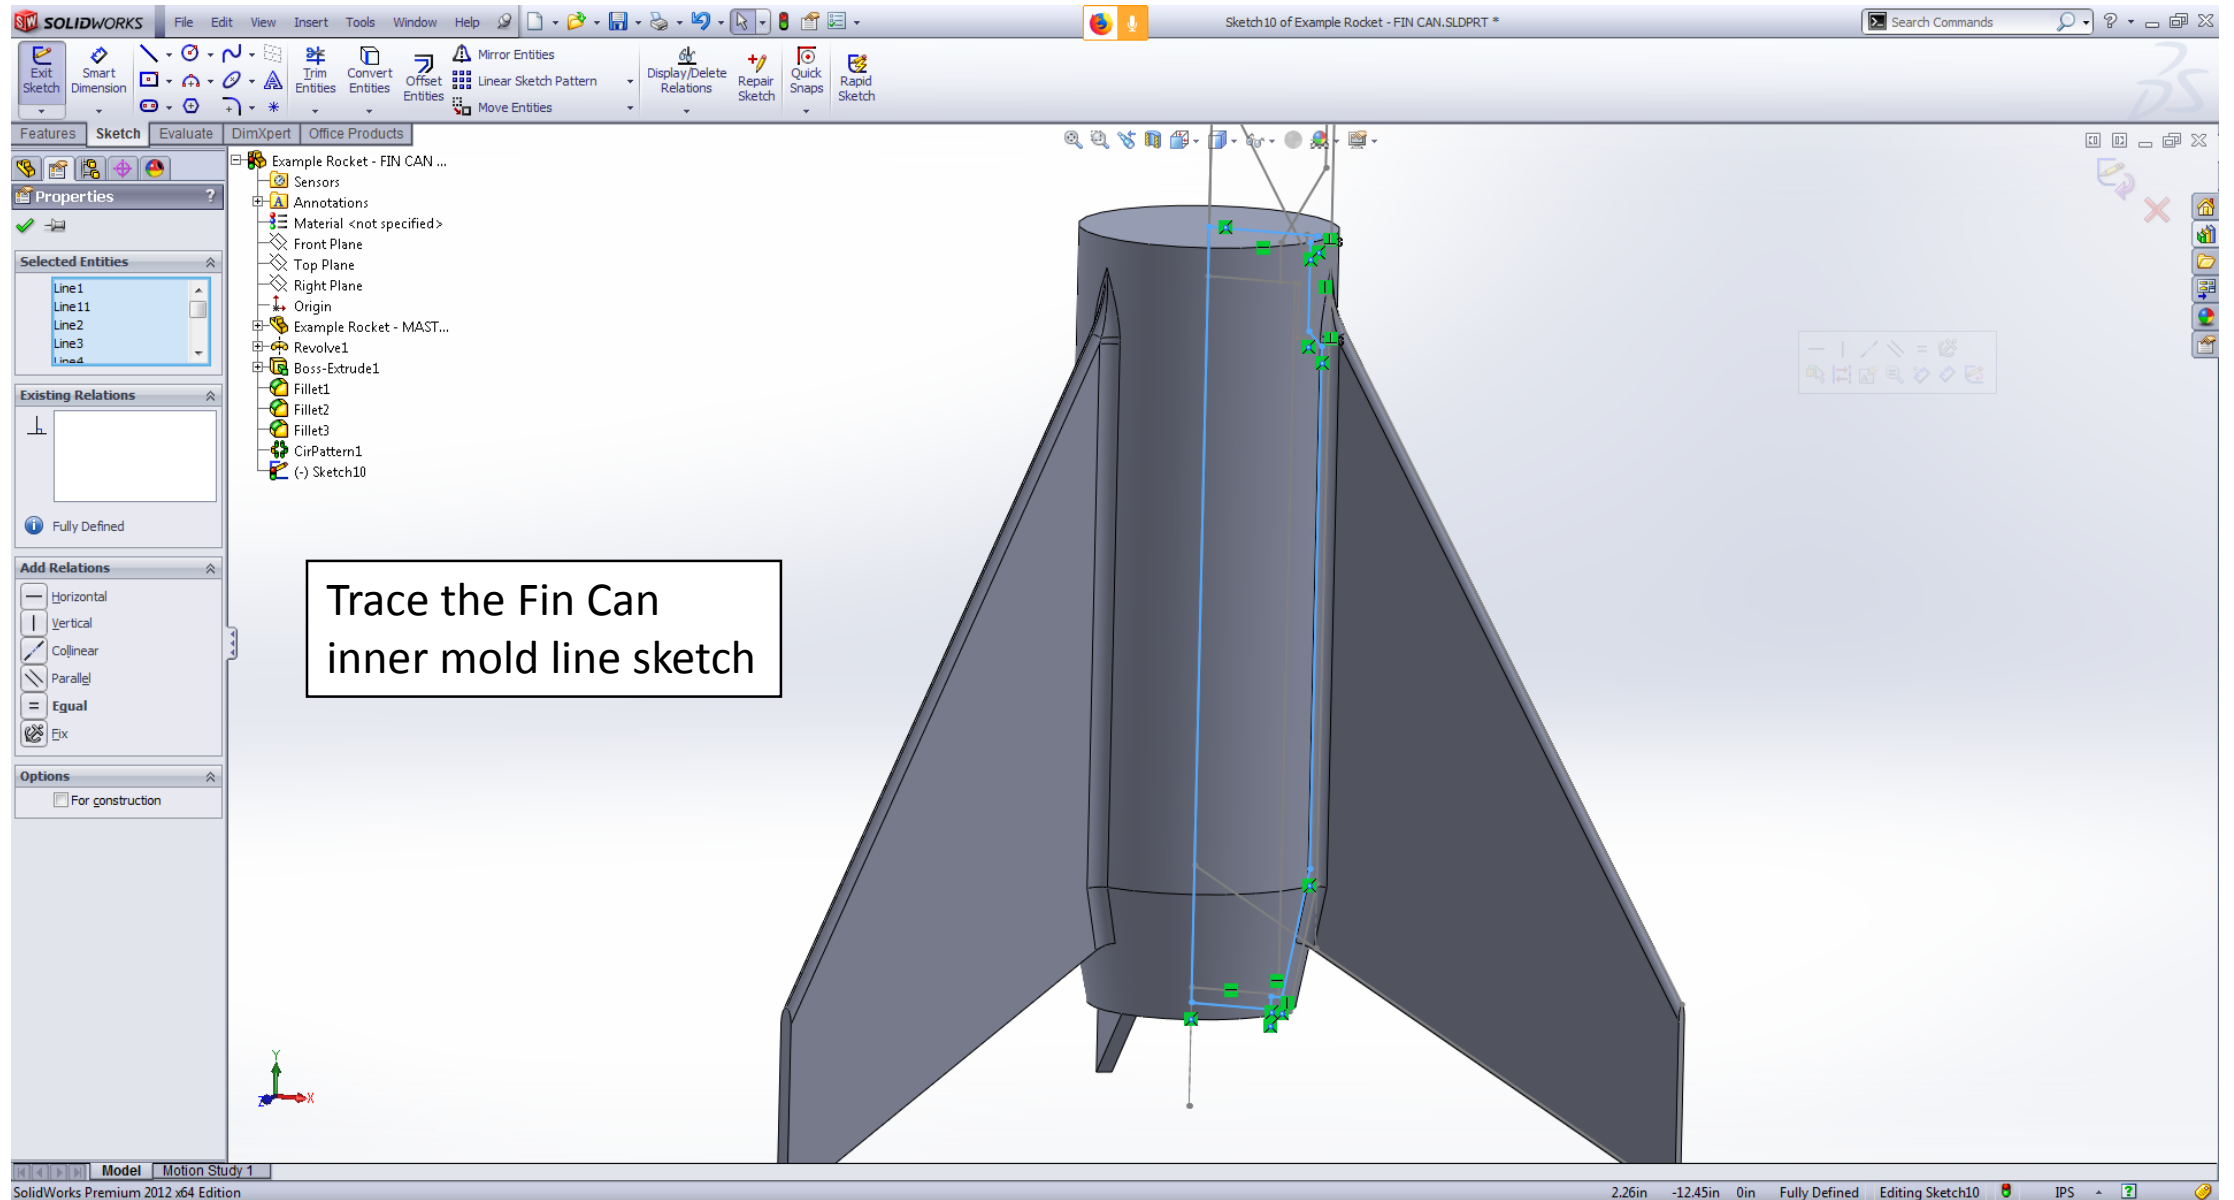 SOLIDWORKS File Edit View Insert Tools Window Help
Sketch10 of Example Rocket - FIN CAN.SLDPRT *
Search Commands
Exit Sketch
Smart Dimension
Trim Entities
Convert Entities
Offset Entities
Mirror Entities
Linear Sketch Pattern
Move Entities
Display/Delete Relations
Repair Sketch
Quick Snaps
Rapid Sketch
Features Sketch Evaluate DimXpert Office Products
Properties ?
Selected Entities
Line1
Line11
Line2
Line3
Line4
Existing Relations
Fully Defined
Add Relations
Horizontal
Vertical
Collinear
Parallel
Equal
Fix
Options
For construction
Example Rocket - FIN CAN ...
Sensors
Annotations
Material <not specified>
Front Plane
Top Plane
Right Plane
Origin
Example Rocket - MAST...
Revolve1
Boss-Extrude1
Fillet1
Fillet2
Fillet3
CirPattern1
(-) Sketch10
Trace the Fin Can
inner mold line sketch
Y
X
Z
Model Motion Study 1
SolidWorks Premium 2012 x64 Edition
2.26in -12.45in 0in Fully Defined Editing Sketch10 IPS